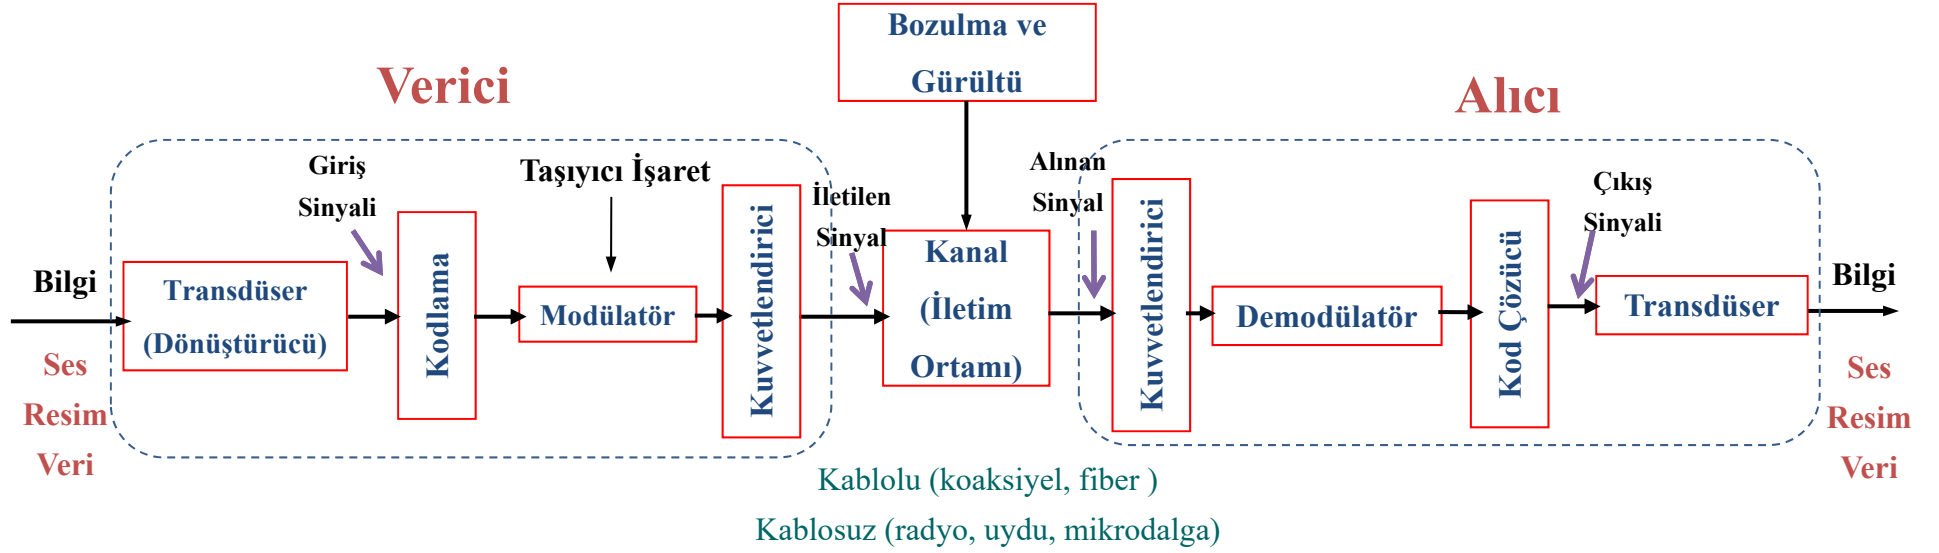 Bozulma ve
Gürültü
Verici
Alıcı
Giriş
Sinyali
Taşıyıcı İşaret
İletilen
Sinyal
Alınan
Sinyal
Çıkış
Sinyali
Bilgi
Transdüser
(Dönüştürücü)
Kodlama
Modülatör
Kuvvetlendirici
Kanal
(İletim
Ortamı)
Kuvvetlendirici
Demodülatör
Kod Çözücü
Transdüser
Bilgi
Ses
Resim
Veri
Ses
Resim
Veri
Kablolu (koaksiyel, fiber )
Kablosuz (radyo, uydu, mikrodalga)